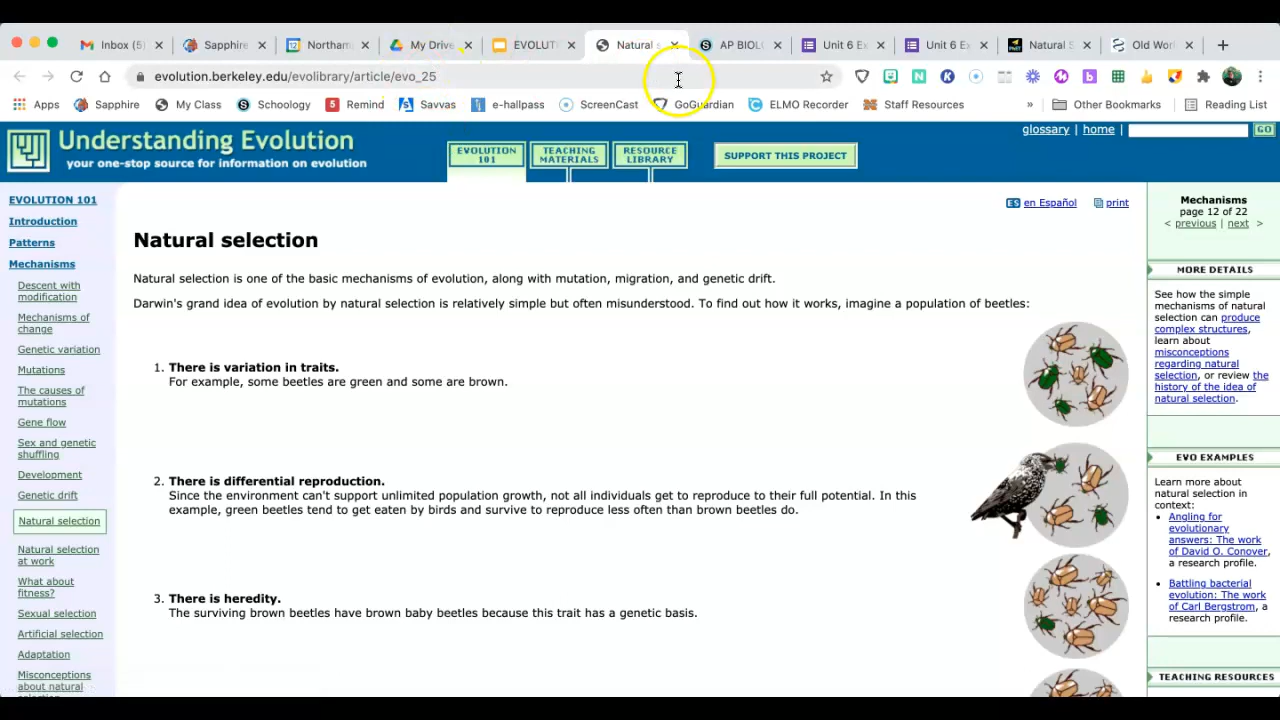 Inbox (5)
Sapphire
Northam
My Drive
EVOLUTI
Natural s
AP BIOL
Unit 6 Ex
Unit 6 Ex
Natural S
Old Wor
evolution.berkeley.edu/evolibrary/article/evo_25
Apps
Sapphire
My Class
Schoology
Remind
Savvas
e-hallpass
ScreenCast
GoGuardian
ELMO Recorder
Staff Resources
»
Other Bookmarks
Reading List
Understanding Evolution
your one-stop source for information on evolution
EVOLUTION
101
TEACHING
MATERIALS
RESOURCE
LIBRARY
SUPPORT THIS PROJECT
glossary | home
GO
EVOLUTION 101
Introduction
Patterns
Mechanisms
Descent with
modification
Mechanisms of
change
Genetic variation
Mutations
The causes of
mutations
Gene flow
Sex and genetic
shuffling
Development
Genetic drift
Natural selection
Natural selection
at work
What about
fitness?
Sexual selection
Artificial selection
Adaptation
Misconceptions
about natural
ES en Español
print
Natural selection
Natural selection is one of the basic mechanisms of evolution, along with mutation, migration, and genetic drift.
Darwin's grand idea of evolution by natural selection is relatively simple but often misunderstood. To find out how it works, imagine a population of beetles:
1. There is variation in traits.
For example, some beetles are green and some are brown.
2. There is differential reproduction.
Since the environment can't support unlimited population growth, not all individuals get to reproduce to their full potential. In this
example, green beetles tend to get eaten by birds and survive to reproduce less often than brown beetles do.
3. There is heredity.
The surviving brown beetles have brown baby beetles because this trait has a genetic basis.
Mechanisms
page 12 of 22
< previous | next >
MORE DETAILS
See how the simple
mechanisms of natural
selection can produce
complex structures,
learn about
misconceptions
regarding natural
selection, or review the
history of the idea of
natural selection.
EVO EXAMPLES
Learn more about
natural selection in
context:
• Angling for
evolutionary
answers: The work
of David O. Conover,
a research profile.
• Battling bacterial
evolution: The work
of Carl Bergstrom, a
research profile.
TEACHING RESOURCES